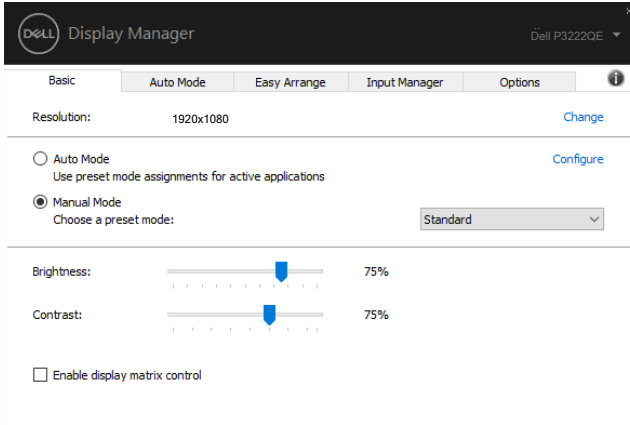 DELL Display Manager
Dell P3222QE
Basic Auto Mode Easy Arrange Input Manager Options i
Resolution: 1920x1080 Change
Auto Mode Configure
Use preset mode assignments for active applications
Manual Mode
Choose a preset mode: Standard
Brightness: 75%
Contrast: 75%
Enable display matrix control